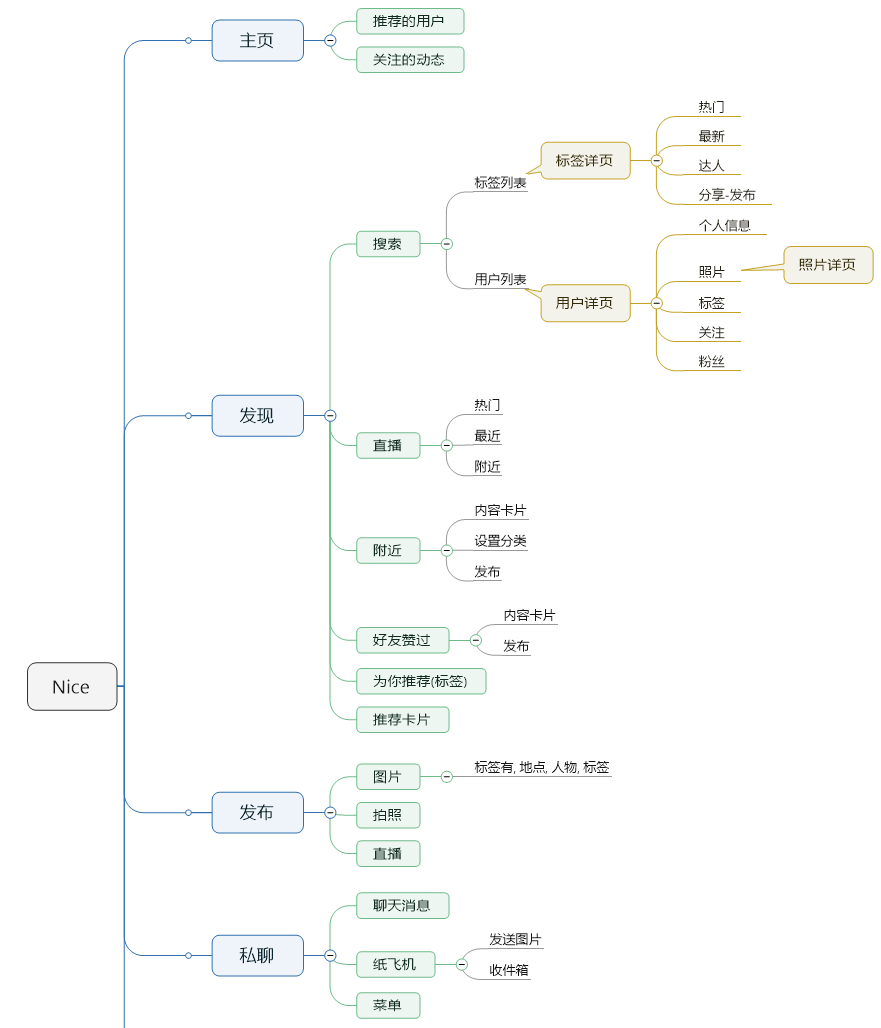 Nice
主页
推荐的用户
关注的动态
发现
搜索
标签列表
标签详页
热门
最新
达人
分享-发布
用户列表
用户详页
个人信息
照片
照片详页
标签
关注
粉丝
直播
热门
最近
附近
附近
内容卡片
设置分类
发布
好友赞过
内容卡片
发布
为你推荐(标签)
推荐卡片
发布
图片
标签有, 地点, 人物, 标签
拍照
直播
私聊
聊天消息
纸飞机
发送图片
收件箱
菜单